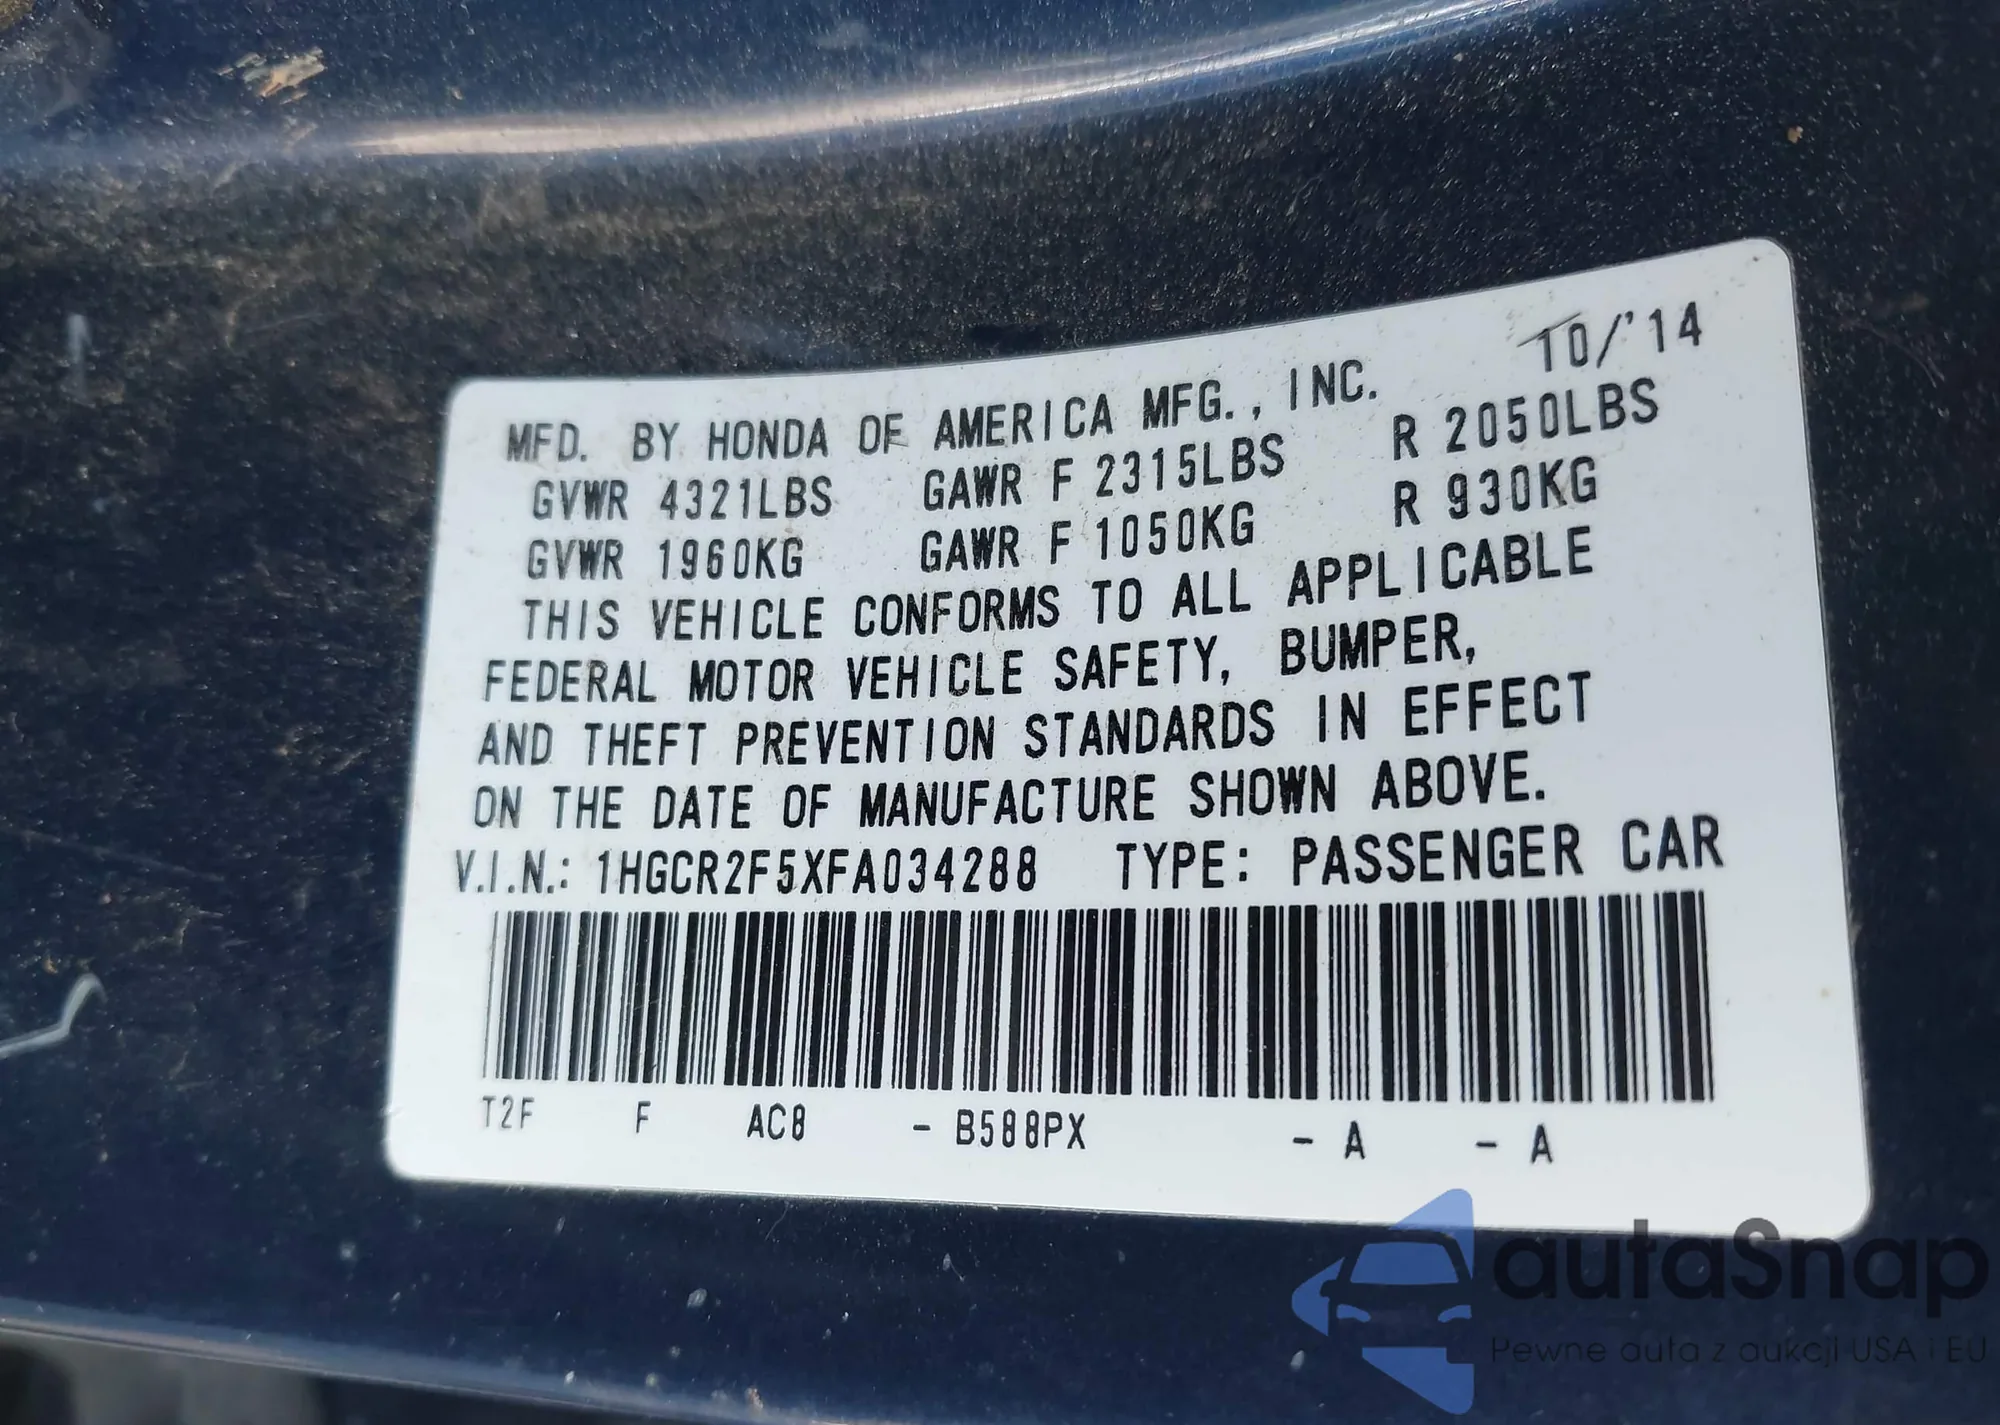 MFD. BY HONDA OF AMERICA MFG., INC. 10/'14
GVWR 4321LBS GAWR F 2315LBS R 2050LBS
GVWR 1960KG GAWR F 1050KG R 930KG
THIS VEHICLE CONFORMS TO ALL APPLICABLE
FEDERAL MOTOR VEHICLE SAFETY, BUMPER,
AND THEFT PREVENTION STANDARDS IN EFFECT
ON THE DATE OF MANUFACTURE SHOWN ABOVE.
V.I.N.: 1HGCR2F5XFA034288 TYPE: PASSENGER CAR
T2F F AC8 - B588PX - A - A
autaSnap
Pewne auta z aukcji USA i EU